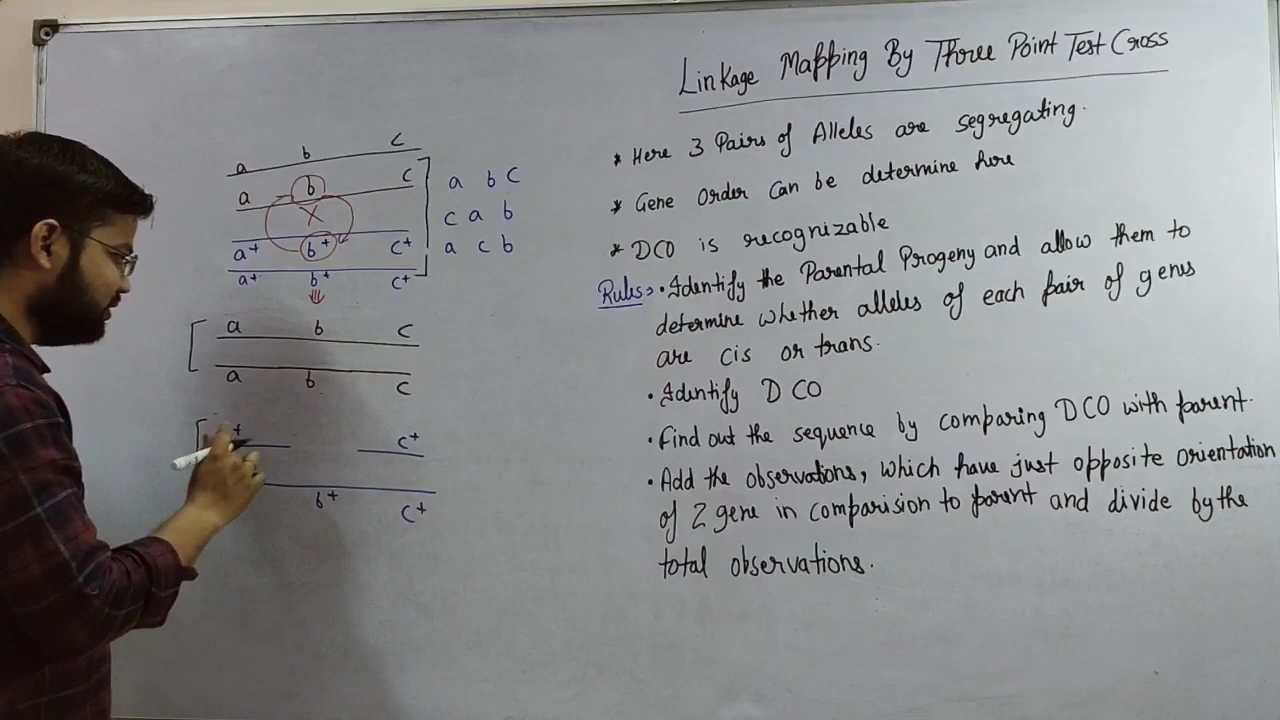 Linkage Mapping By Three Point Test Cross
* Here 3 Pairs of Alleles are segregating.
* Gene Order Can be determine here
* DCO is recognizable
Rules:- • Identify the Parental Progeny and allow them to
determine whether alleles of each pair of genes
are cis or trans.
• Identify DCO
• Find out the sequence by comparing DCO with parent.
• Add the observations, which have just opposite orientation
of 2 gene in comparision to parent and divide by the
total observations.
a b c
a b c
a+ b+ c+
a+ b+ c+
a b c
c a b
a c b
a b c
a b c
+ c+
b+ c+